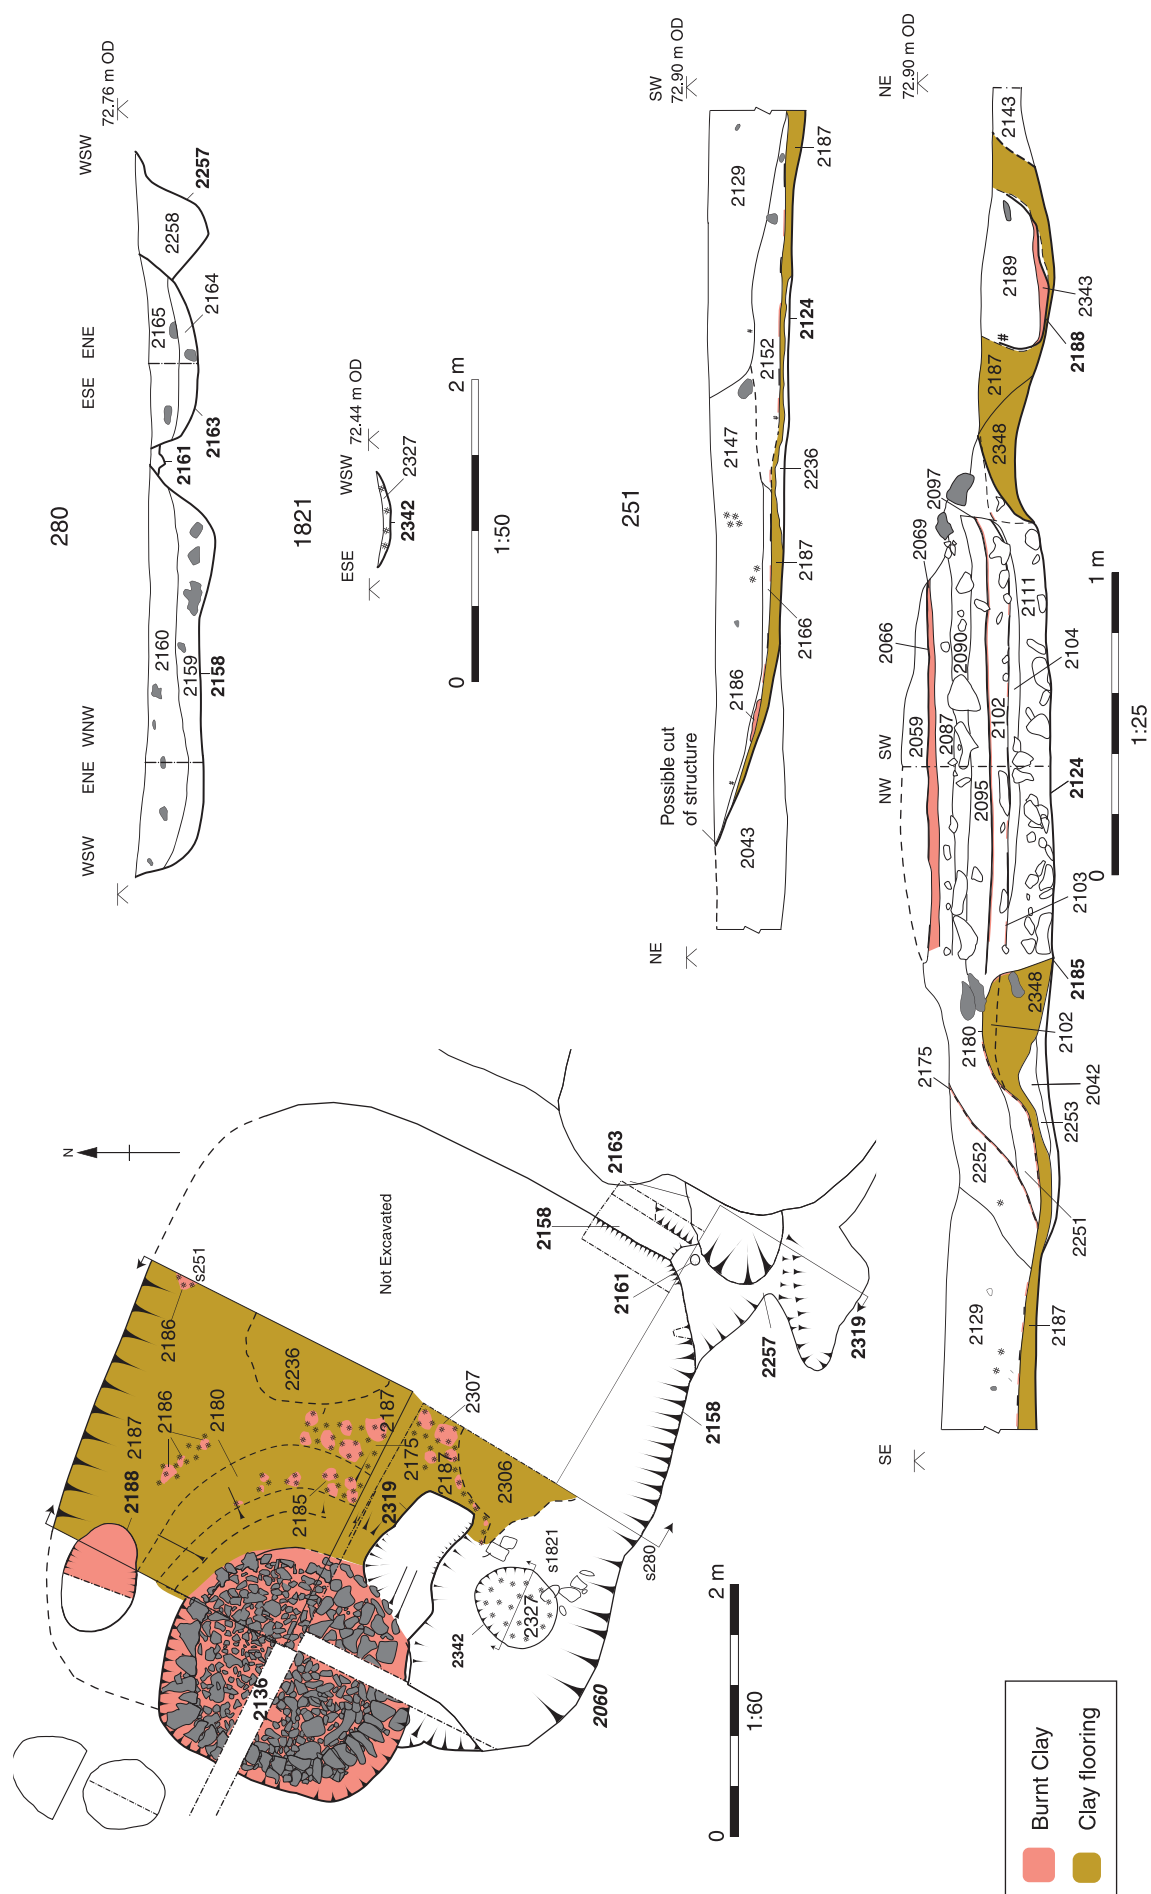 280
WSW
ENE
WNW
ESE
ENE
WSW
72.76 m OD
2160
2159
2158
2161
2163
2165
2164
2258
2257
1821
ESE
WSW
72.44 m OD
2327
2342
0
2 m
1:50
251
NE
SW
72.90 m OD
Possible cut
of structure
2043
2186
2166
2187
2147
2236
2152
2124
2129
2187
SE
NE
72.90 m OD
2129
2187
2252
2251
2253
2042
2175
2180
2102
2348
2185
2103
NW
SW
2059
2066
2069
2087
2090
2095
2097
2102
2104
2111
2124
2348
2187
2188
2189
2343
2143
0
1 m
1:25
N
s251
2186
2236
2187
2186
2180
2188
2187
2175
2187
2307
2306
2185
2319
Not Excavated
2158
2163
2161
2257
2319
2158
2136
2342
2327
s1821
s280
2060
0
2 m
1:60
Burnt Clay
Clay flooring